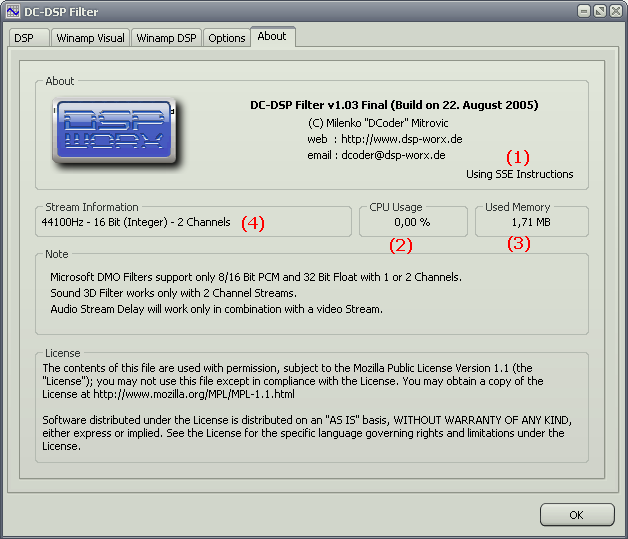 DC-DSP Filter
DSP Winamp Visual Winamp DSP Options About
About
DSP
WORX
DC-DSP Filter v1.03 Final (Build on 22. August 2005)
(C) Milenko "DCoder" Mitrovic
web : http://www.dsp-worx.de
email : dcoder@dsp-worx.de
(1)
Using SSE Instructions
Stream Information
44100Hz - 16 Bit (Integer) - 2 Channels (4)
CPU Usage
0,00 %
(2)
Used Memory
1,71 MB
(3)
Note
Microsoft DMO Filters support only 8/16 Bit PCM and 32 Bit Float with 1 or 2 Channels.
Sound 3D Filter works only with 2 Channel Streams.
Audio Stream Delay will work only in combination with a video Stream.
License
The contents of this file are used with permission, subject to the Mozilla Public License Version 1.1 (the
"License"); you may not use this file except in compliance with the License. You may obtain a copy of the
License at http://www.mozilla.org/MPL/MPL-1.1.html
Software distributed under the License is distributed on an "AS IS" basis, WITHOUT WARRANTY OF ANY KIND,
either express or implied. See the License for the specific language governing rights and limitations under the
License.
OK